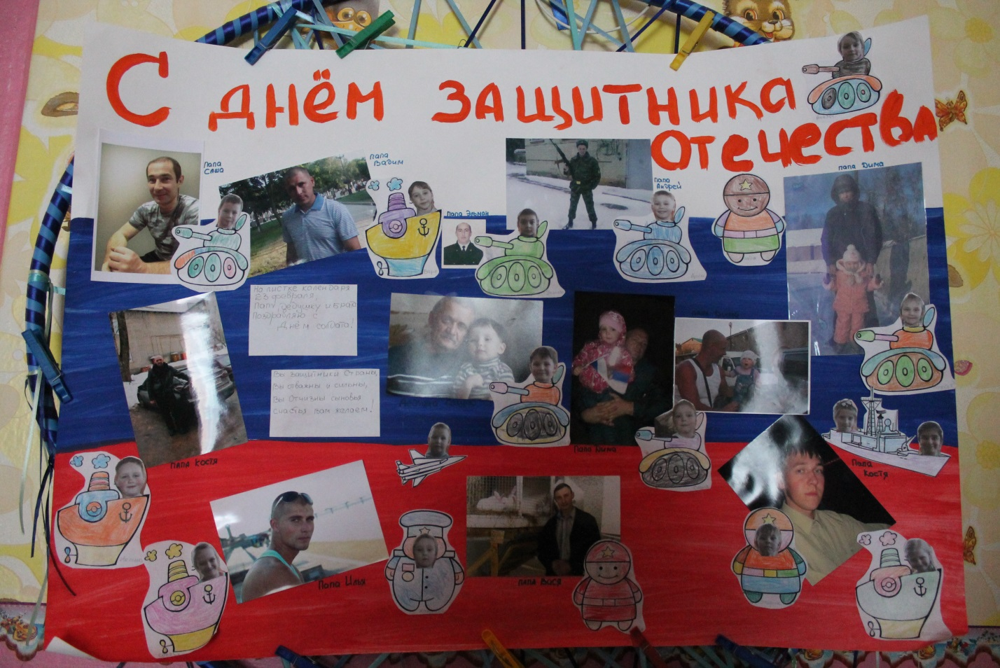 С ДНЁМ ЗАЩИТНИКА
ОТЕЧЕСТВА
Папа
Саша
Папа
Вадим
Папа Эльман
Папа
Андрей
папа Дима
На листке календаря
23 февраля,
Папу, дедушку и брата
Поздравляю с
Днём солдата!
Вы защитники страны,
Вы отважны и сильны,
Вы Отчизны сыновья
счастья вам желаем!
Папа Костя
Папа Дима
Папа
Костя
Папа Илья
папа Вася